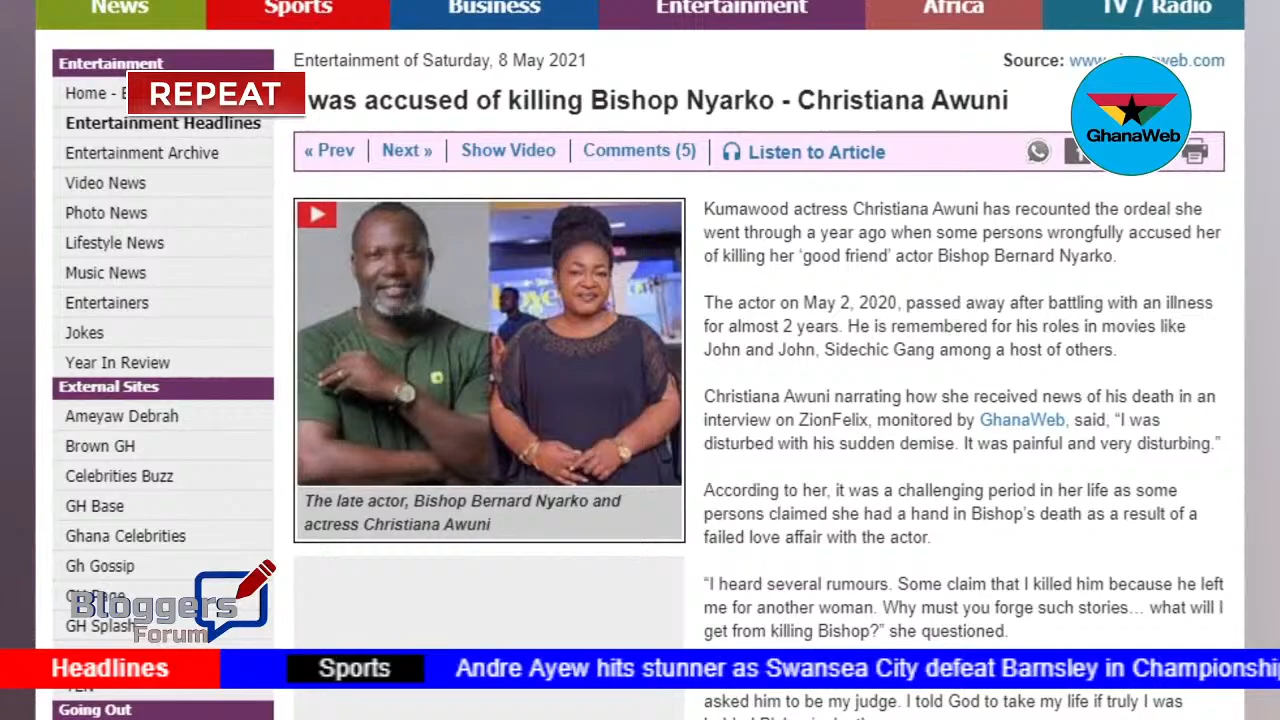 News
Sports
Business
Entertainment
Africa
TV / Radio
Entertainment
Home -
Entertainment Headlines
Entertainment Archive
Video News
Photo News
Lifestyle News
Music News
Entertainers
Jokes
Year In Review
External Sites
Ameyaw Debrah
Brown GH
Celebrities Buzz
GH Base
Ghana Celebrities
Gh Gossip
GH Splash
Going Out
REPEAT
Entertainment of Saturday, 8 May 2021
Source:
was accused of killing Bishop Nyarko - Christiana Awuni
GhanaWeb
« Prev
Next »
Show Video
Comments (5)
Listen to Article
The late actor, Bishop Bernard Nyarko and
actress Christiana Awuni
Kumawood actress Christiana Awuni has recounted the ordeal she
went through a year ago when some persons wrongfully accused her
of killing her ‘good friend’ actor Bishop Bernard Nyarko.
The actor on May 2, 2020, passed away after battling with an illness
for almost 2 years. He is remembered for his roles in movies like
John and John, Sidechic Gang among a host of others.
Christiana Awuni narrating how she received news of his death in an
interview on ZionFelix, monitored by GhanaWeb, said, “I was
disturbed with his sudden demise. It was painful and very disturbing.”
According to her, it was a challenging period in her life as some
persons claimed she had a hand in Bishop’s death as a result of a
failed love affair with the actor.
“I heard several rumours. Some claim that I killed him because he left
me for another woman. Why must you forge such stories… what will I
get from killing Bishop?” she questioned.
asked him to be my judge. I told God to take my life if truly I was
Bloggers
Forum
Headlines
Sports
Andre Ayew hits stunner as Swansea City defeat Barnsley in Championship